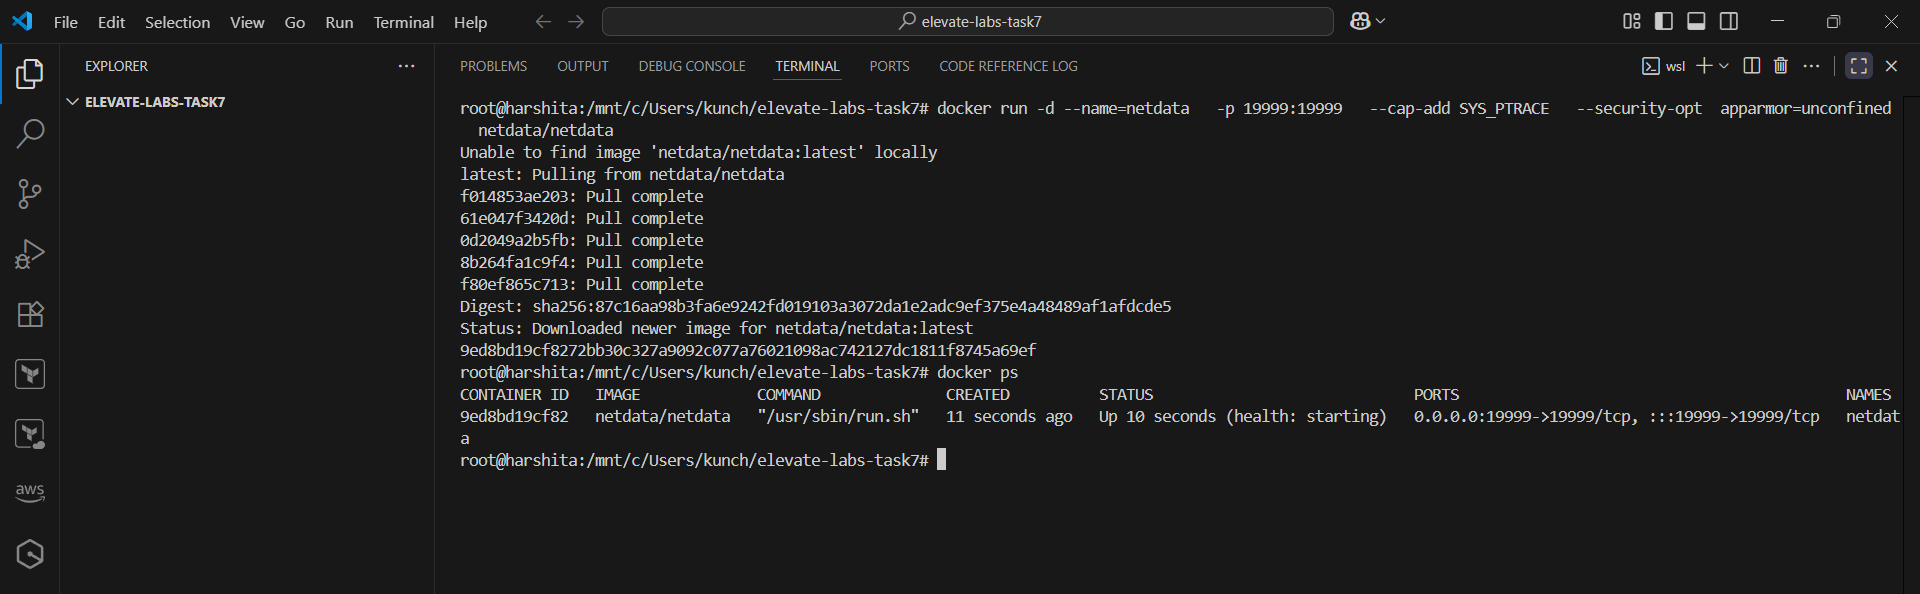 File Edit Selection View Go Run Terminal Help
elevate-labs-task7
EXPLORER
ELEVATE-LABS-TASK7
aws
PROBLEMS OUTPUT DEBUG CONSOLE TERMINAL PORTS CODE REFERENCE LOG
wsl
root@harshita:/mnt/c/Users/kunch/elevate-labs-task7# docker run -d --name=netdata   -p 19999:19999   --cap-add SYS_PTRACE   --security-opt  apparmor=unconfined
  netdata/netdata
Unable to find image 'netdata/netdata:latest' locally
latest: Pulling from netdata/netdata
f014853ae203: Pull complete
61e047f3420d: Pull complete
0d2049a2b5fb: Pull complete
8b264fa1c9f4: Pull complete
f80ef865c713: Pull complete
Digest: sha256:87c16aa98b3fa6e9242fd019103a3072da1e2adc9ef375e4a48489af1afdcde5
Status: Downloaded newer image for netdata/netdata:latest
9ed8bd19cf8272bb30c327a9092c077a76021098ac742127dc1811f8745a69ef
root@harshita:/mnt/c/Users/kunch/elevate-labs-task7# docker ps
CONTAINER ID   IMAGE             COMMAND              CREATED          STATUS                             PORTS                                           NAMES
9ed8bd19cf82   netdata/netdata   "/usr/sbin/run.sh"   11 seconds ago   Up 10 seconds (health: starting)   0.0.0.0:19999->19999/tcp, :::19999->19999/tcp   netdat
a
root@harshita:/mnt/c/Users/kunch/elevate-labs-task7#